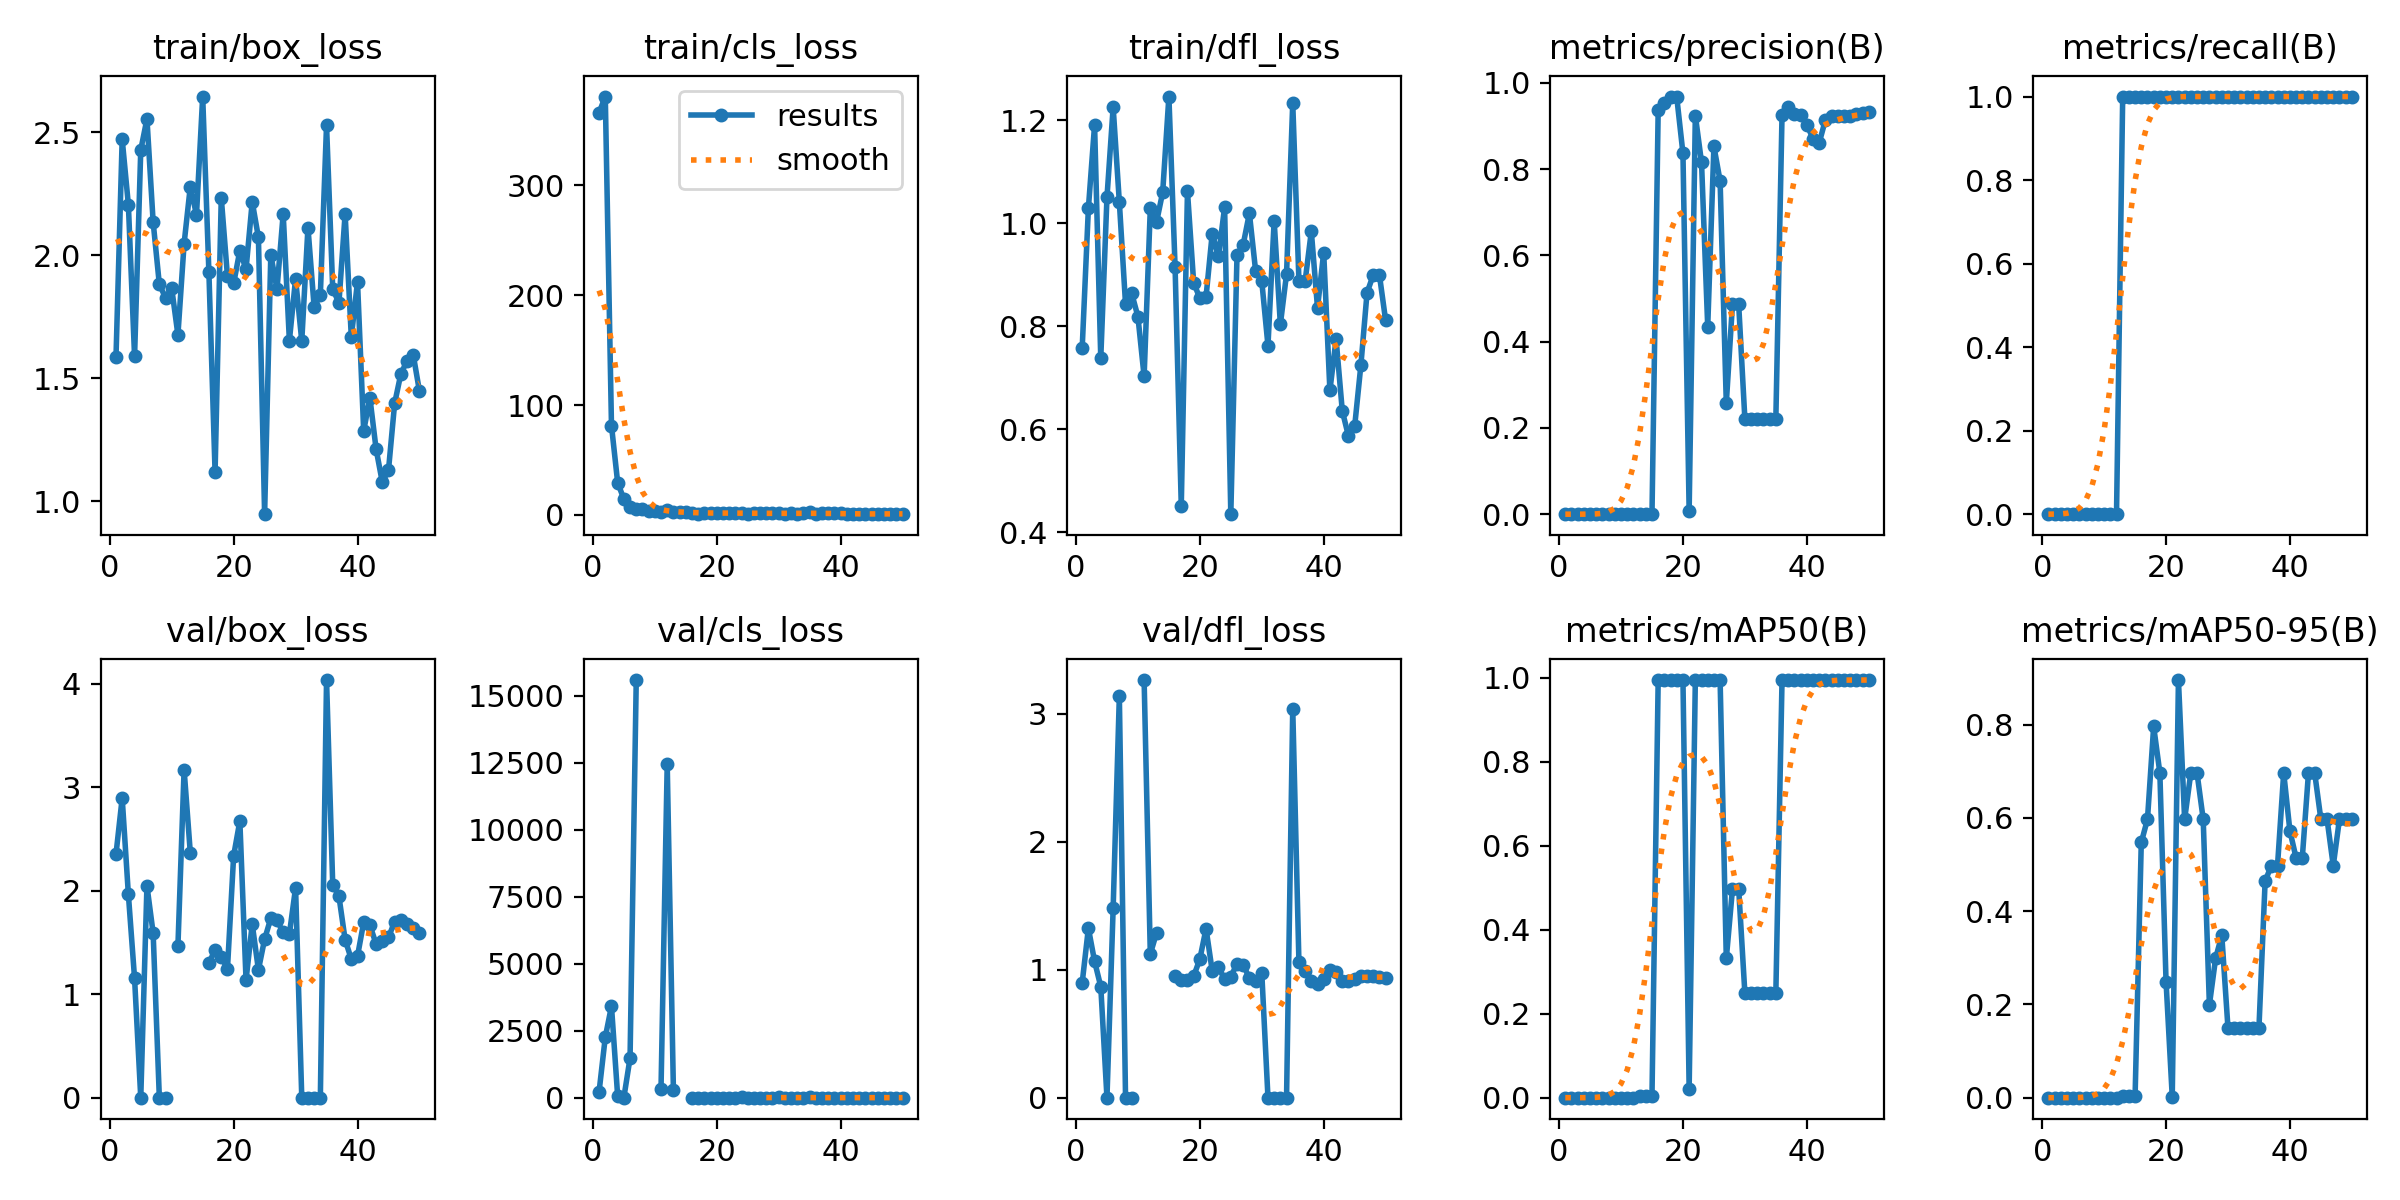 train/box_loss
train/cls_loss
train/dfl_loss
metrics/precision(B)
metrics/recall(B)
2.5
2.0
1.5
1.0
0 20 40
300
200
100
0
0 20 40
results
smooth
1.2
1.0
0.8
0.6
0.4
0 20 40
1.0
0.8
0.6
0.4
0.2
0.0
0 20 40
1.0
0.8
0.6
0.4
0.2
0.0
0 20 40
val/box_loss
val/cls_loss
val/dfl_loss
metrics/mAP50(B)
metrics/mAP50-95(B)
4
3
2
1
0
0 20 40
15000
12500
10000
7500
5000
2500
0
0 20 40
3
2
1
0
0 20 40
1.0
0.8
0.6
0.4
0.2
0.0
0 20 40
0.8
0.6
0.4
0.2
0.0
0 20 40